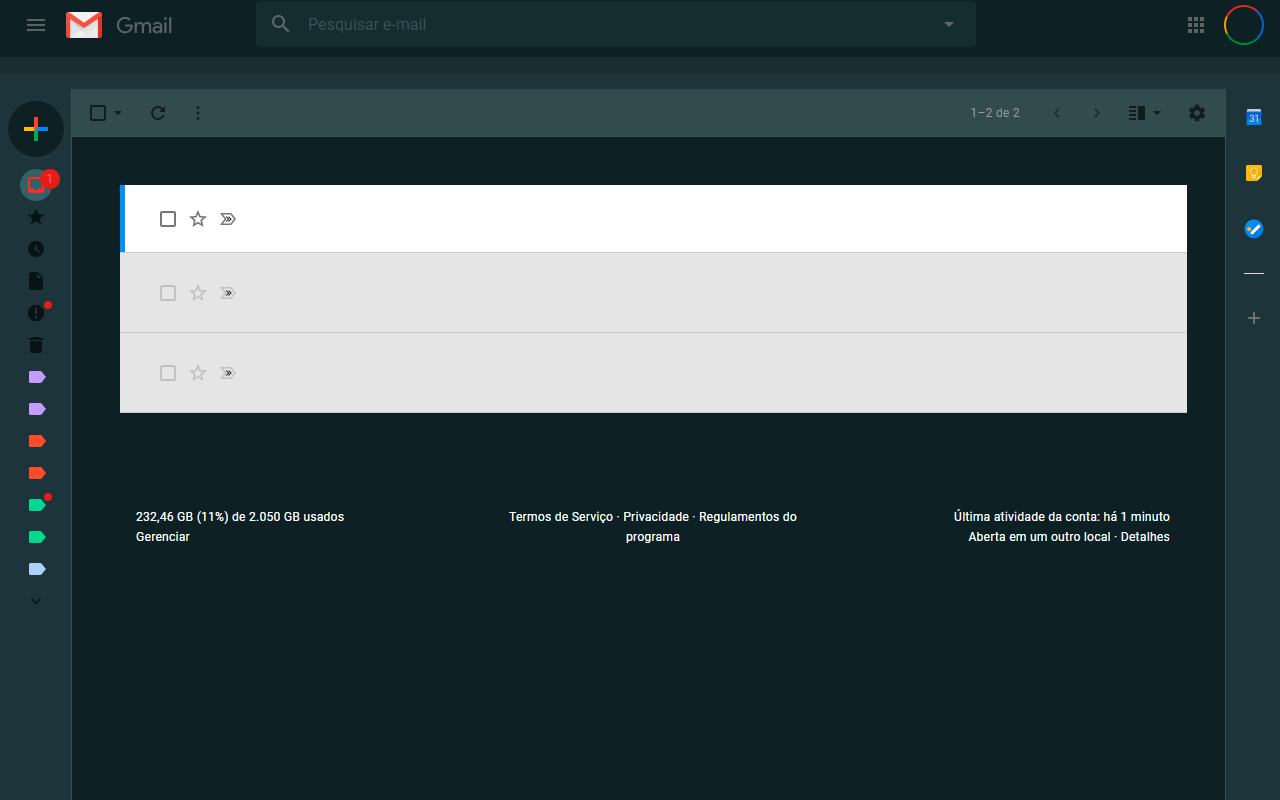 Gmail
Pesquisar e-mail
1–2 de 2
31
1
232,46 GB (11%) de 2.050 GB usados
Gerenciar
Termos de Serviço · Privacidade · Regulamentos do
programa
Última atividade da conta: há 1 minuto
Aberta em um outro local · Detalhes